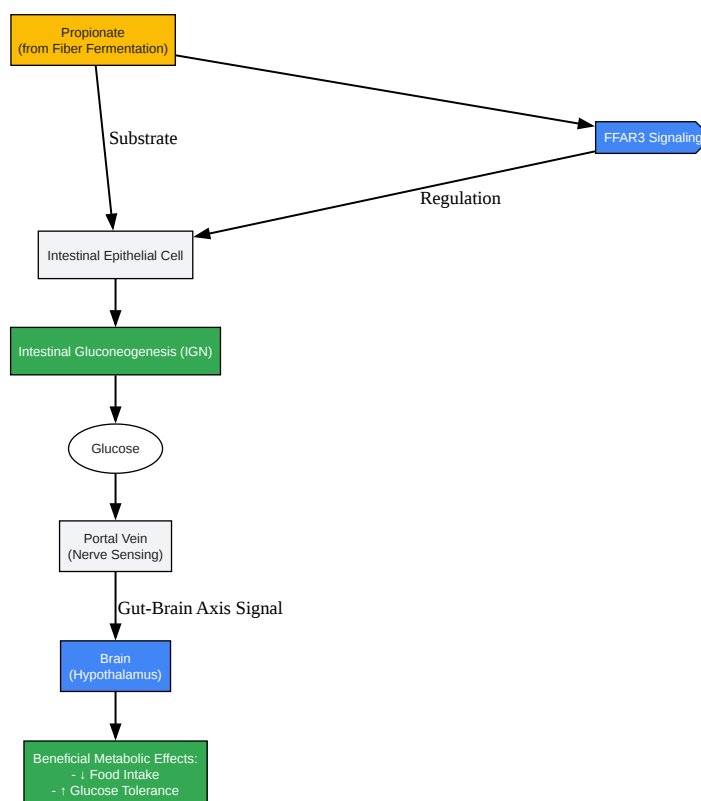 Propionate
(from Fiber Fermentation)
FFAR3 Signaling
Substrate
Regulation
Intestinal Epithelial Cell
Intestinal Gluconeogenesis (IGN)
Glucose
Portal Vein
(Nerve Sensing)
Gut-Brain Axis Signal
Brain
(Hypothalamus)
Beneficial Metabolic Effects:
- ↓ Food Intake
- ↑ Glucose Tolerance